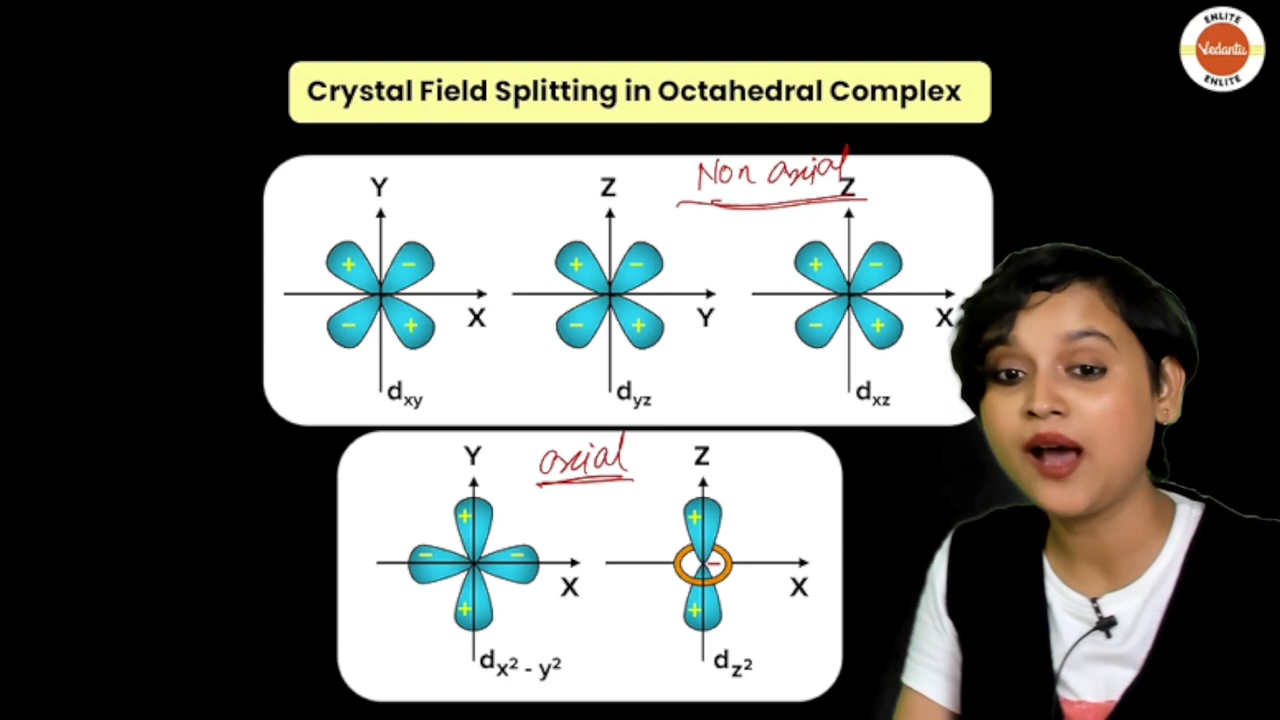 ENLITE
Vedantu
ENLITE
Crystal Field Splitting in Octahedral Complex
Non axial
Y
Z
Z
+ −
+ −
+ −
X
Y
X
− +
− +
− +
dxy
dyz
dxz
axial
Y
Z
+
+
− −
−
X
X
+
+
dx² - y²
dz²